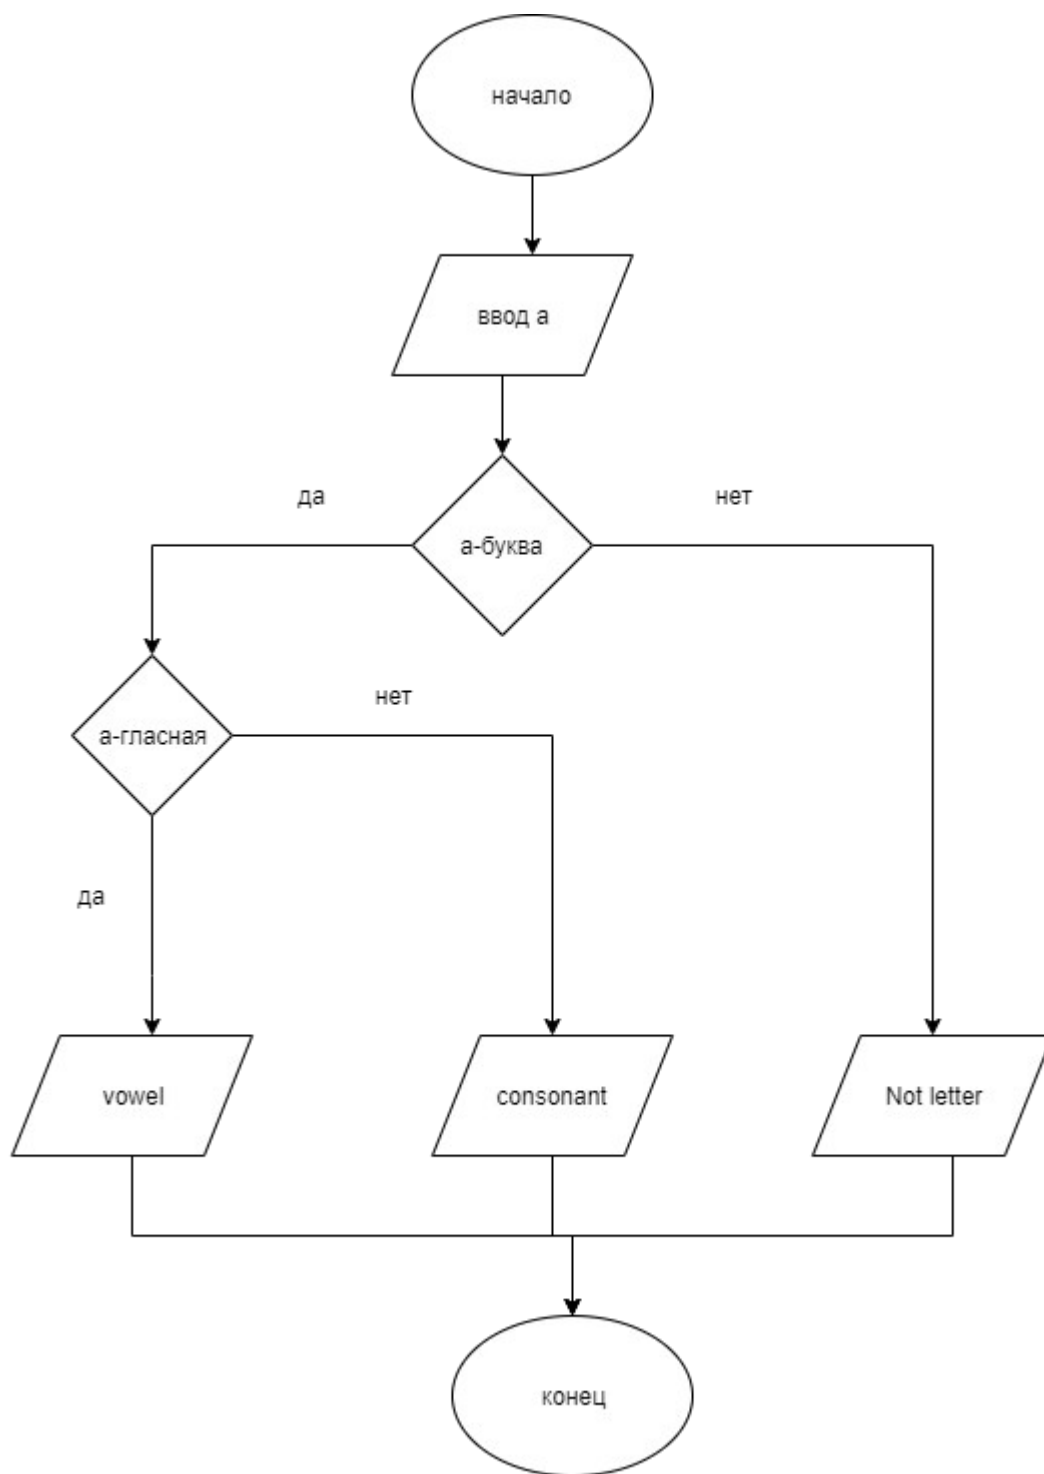 начало
ввод а
да
нет
а-буква
нет
а-гласная
да
vowel
consonant
Not letter
конец